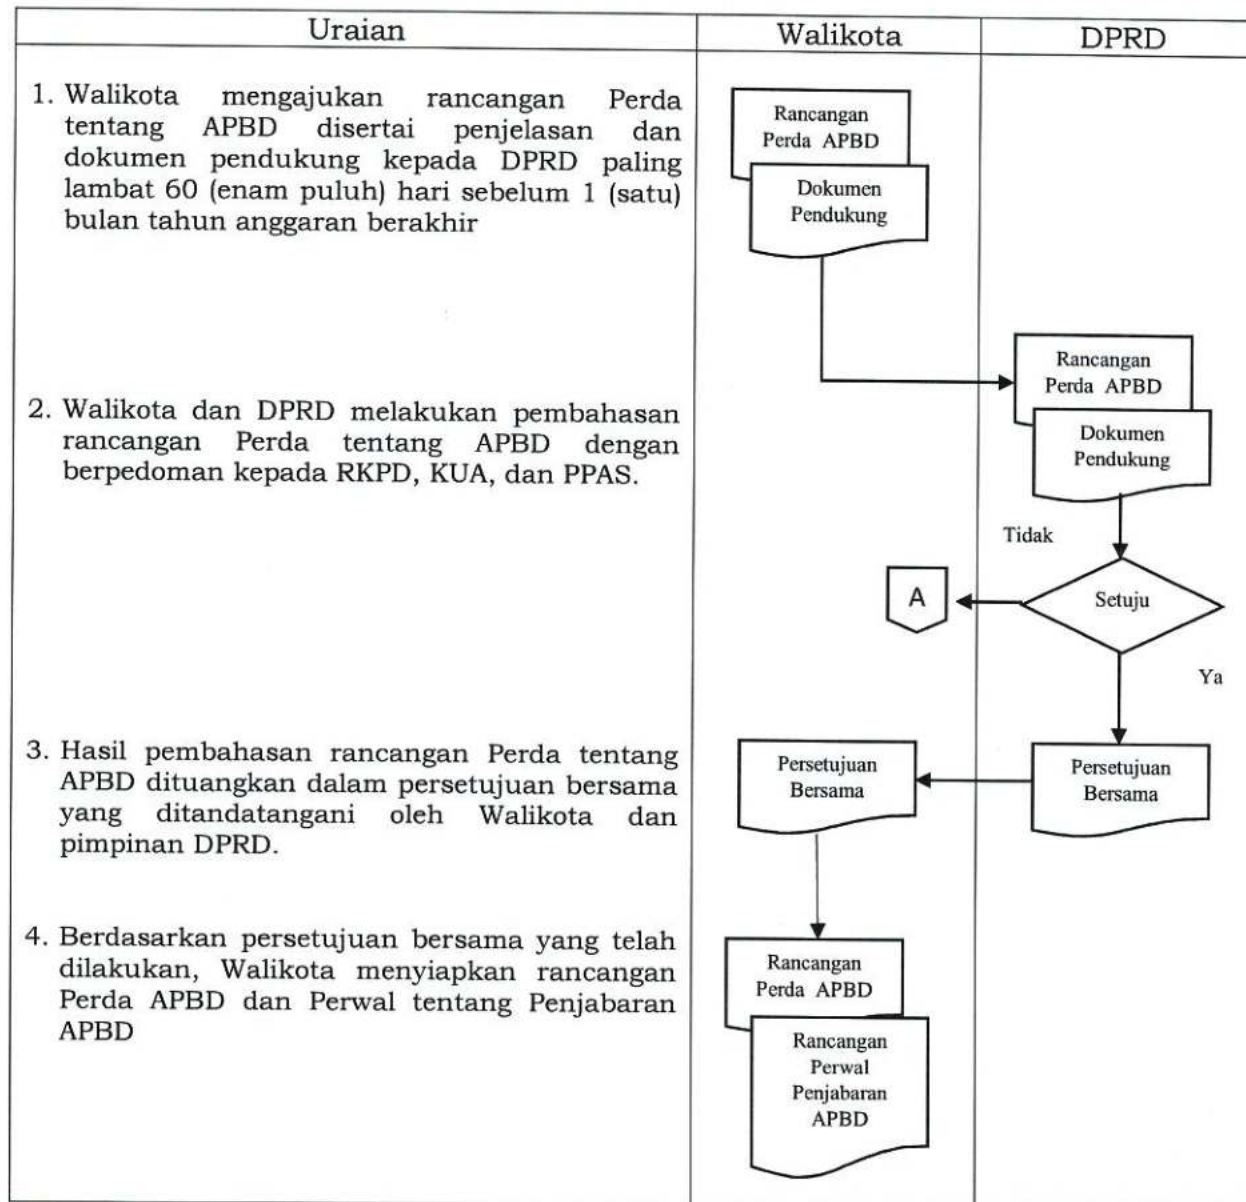 Uraian
Walikota
DPRD
1. Walikota mengajukan rancangan Perda
tentang APBD disertai penjelasan dan
dokumen pendukung kepada DPRD paling
lambat 60 (enam puluh) hari sebelum 1 (satu)
bulan tahun anggaran berakhir
Rancangan
Perda APBD
Dokumen
Pendukung
Rancangan
Perda APBD
Dokumen
Pendukung
2. Walikota dan DPRD melakukan pembahasan
rancangan Perda tentang APBD dengan
berpedoman kepada RKPD, KUA, dan PPAS.
Tidak
A
Setuju
Ya
3. Hasil pembahasan rancangan Perda tentang
APBD dituangkan dalam persetujuan bersama
yang ditandatangani oleh Walikota dan
pimpinan DPRD.
Persetujuan
Bersama
Persetujuan
Bersama
4. Berdasarkan persetujuan bersama yang telah
dilakukan, Walikota menyiapkan rancangan
Perda APBD dan Perwal tentang Penjabaran
APBD
Rancangan
Perda APBD
Rancangan
Perwal
Penjabaran
APBD